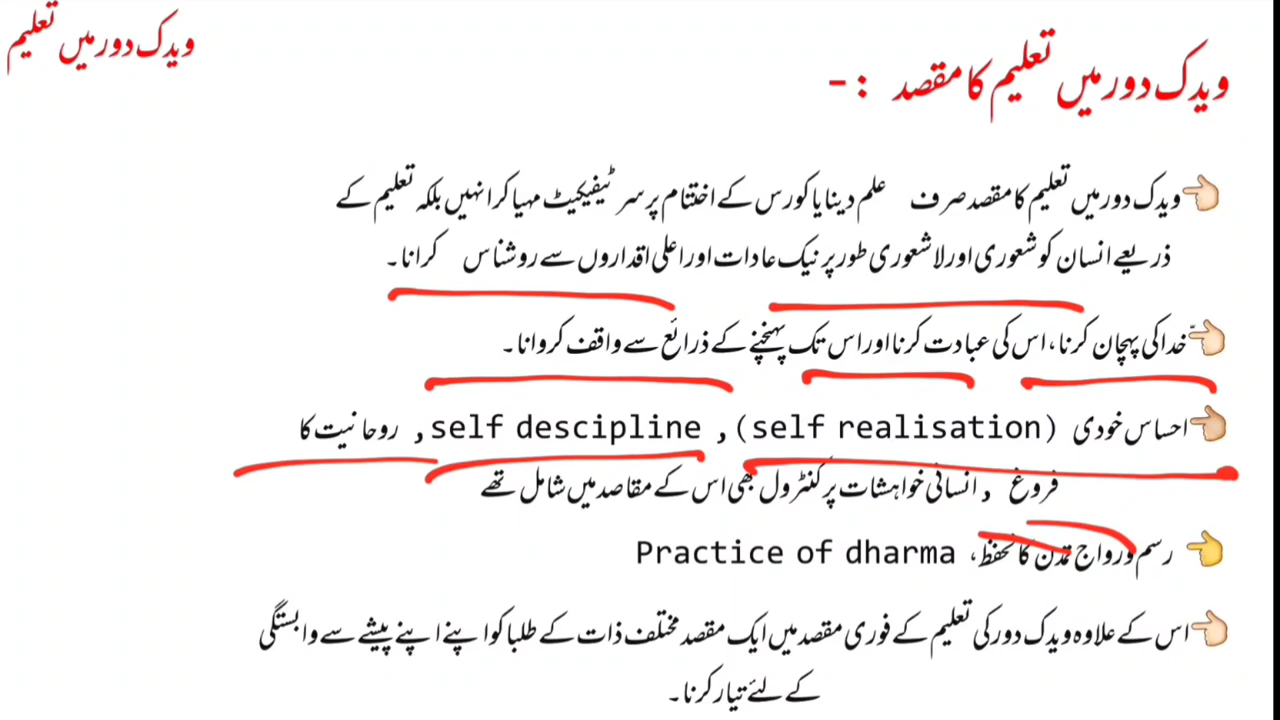 ویدک دور میں تعلیم
ویدک دور میں تعلیم کا مقصد :-
ویدک دور میں تعلیم کا مقصد صرف علم دینا یا کورس کے اختتام پر سرٹیفیکیٹ مہیا کرانہیں بلکہ تعلیم کے
ذریعے انسان کو شعوری اور لاشعوری طور پر نیک عادات اور اعلی اقداروں سے روشناس کرانا۔
خدا کی پہچان کرنا، اس کی عبادت کرنا اور اس تک پہنچنے کے ذرائع سے واقف کروانا۔
احساس خودی (self realisation) , self descipline, روحانیت کا
فروغ , انسانی خواہشات پر کنٹرول بھی اس کے مقاصد میں شامل تھے
رسم ورواج تمدن کا تحفظ، Practice of dharma
اس کے علاوہ ویدک دور کی تعلیم کے فوری مقصد میں ایک مقصد مختلف ذات کے طلبا کو اپنے اپنے پیشے سے وابستگی
کے لئے تیار کرنا۔